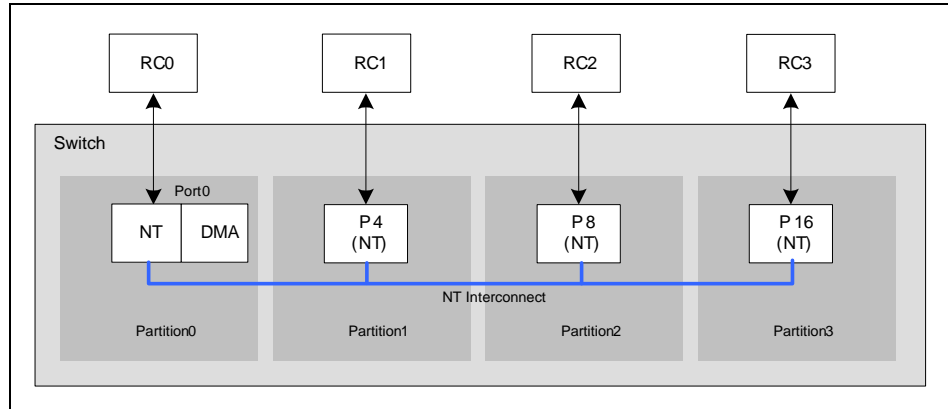 RC0
RC1
RC2
RC3
Switch
Port0
NT
DMA
P 4
(NT)
P 8
(NT)
P 16
(NT)
NT Interconnect
Partition0
Partition1
Partition2
Partition3